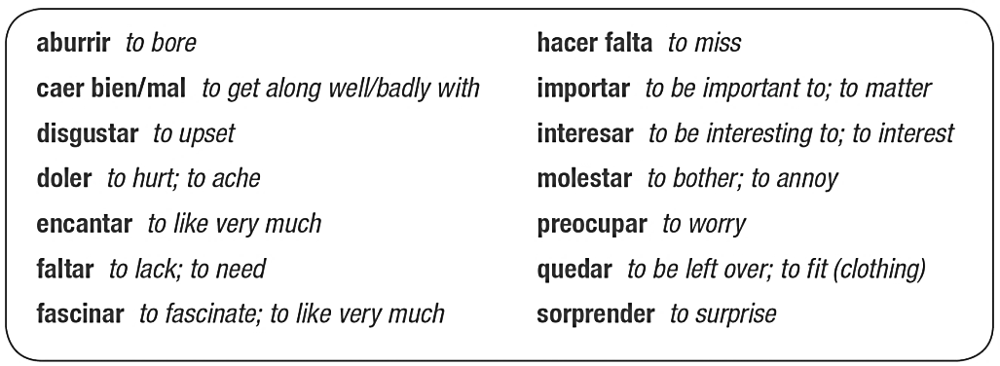 aburrir to bore
caer bien/mal to get along well/badly with
disgustar to upset
doler to hurt; to ache
encantar to like very much
faltar to lack; to need
fascinar to fascinate; to like very much
hacer falta to miss
importar to be important to; to matter
interesar to be interesting to; to interest
molestar to bother; to annoy
preocupar to worry
quedar to be left over; to fit (clothing)
sorprender to surprise